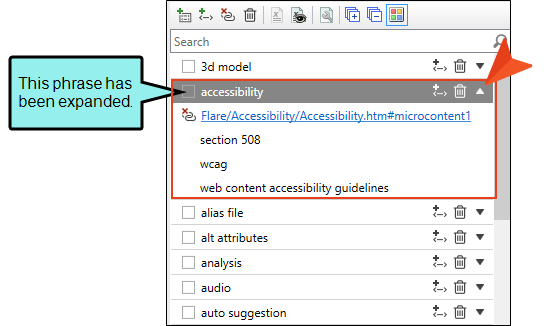 Search
3d model
This phrase has
been expanded.
accessibility
Flare/Accessibility/Accessibility.htm#microcontent1
section 508
wcag
web content accessibility guidelines
alias file
alt attributes
analysis
audio
auto suggestion